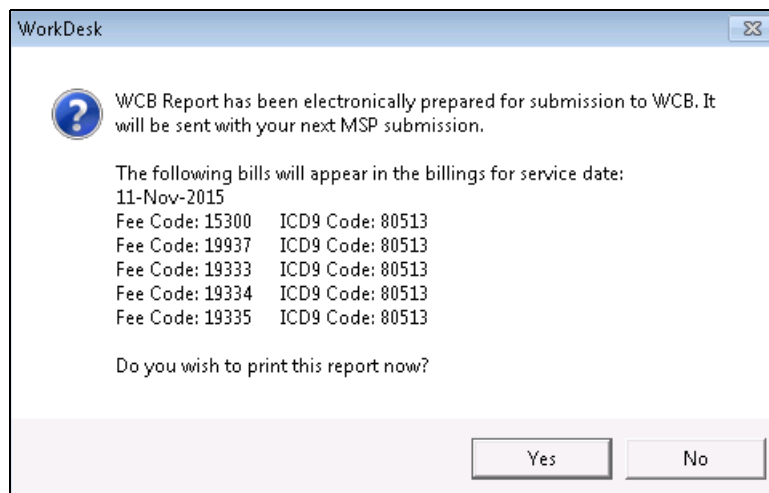 WorkDesk
WCB Report has been electronically prepared for submission to WCB. It
will be sent with your next MSP submission.
The following bills will appear in the billings for service date:
11-Nov-2015
Fee Code: 15300 ICD9 Code: 80513
Fee Code: 19937 ICD9 Code: 80513
Fee Code: 19333 ICD9 Code: 80513
Fee Code: 19334 ICD9 Code: 80513
Fee Code: 19335 ICD9 Code: 80513
Do you wish to print this report now?
Yes No